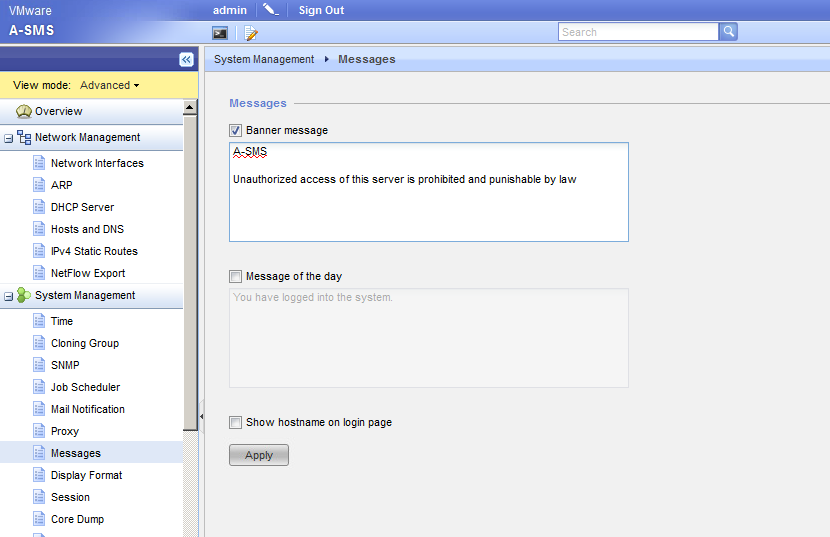 VMware
A-SMS
admin
Sign Out
Search
View mode: Advanced
System Management
Messages
Overview
Network Management
Network Interfaces
ARP
DHCP Server
Hosts and DNS
IPv4 Static Routes
NetFlow Export
System Management
Time
Cloning Group
SNMP
Job Scheduler
Mail Notification
Proxy
Messages
Display Format
Session
Core Dump
Messages
Banner message
A-SMS
Unauthorized access of this server is prohibited and punishable by law
Message of the day
You have logged into the system.
Show hostname on login page
Apply